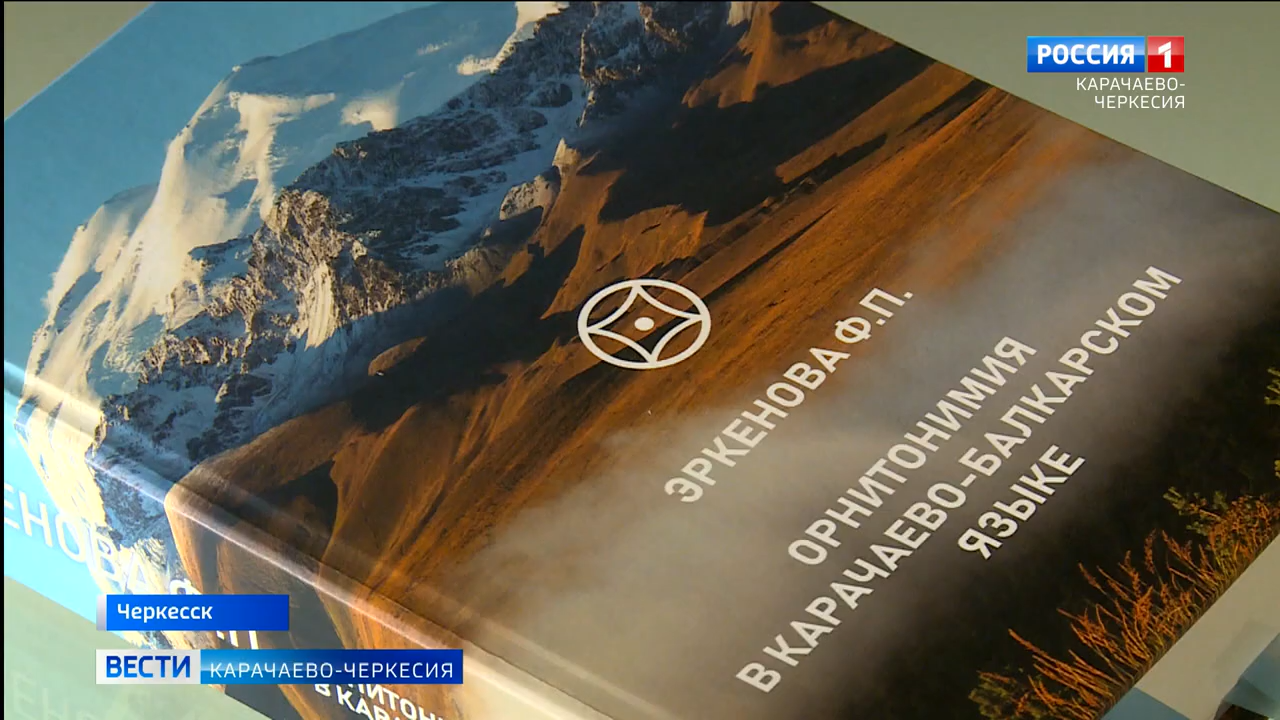 РОССИЯ 1
КАРАЧАЕВО-
ЧЕРКЕСИЯ
ЭРКЕНОВА Ф.П.
ОРНИТОНИМИЯ
В КАРАЧАЕВО-БАЛКАРСКОМ
ЯЗЫКЕ
Черкесск
ВЕСТИ КАРАЧАЕВО-ЧЕРКЕСИЯ